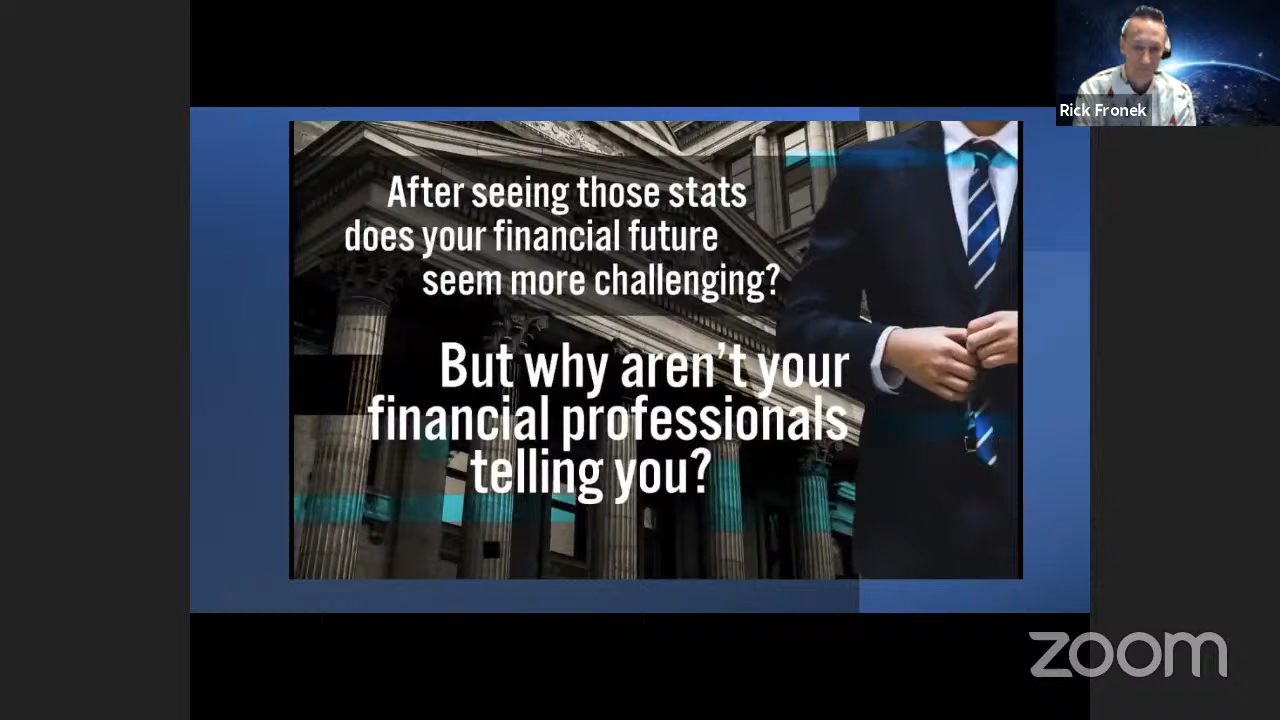 Rick Fronek
After seeing those stats
does your financial future
seem more challenging?
But why aren't your
financial professionals
telling you?
zoom